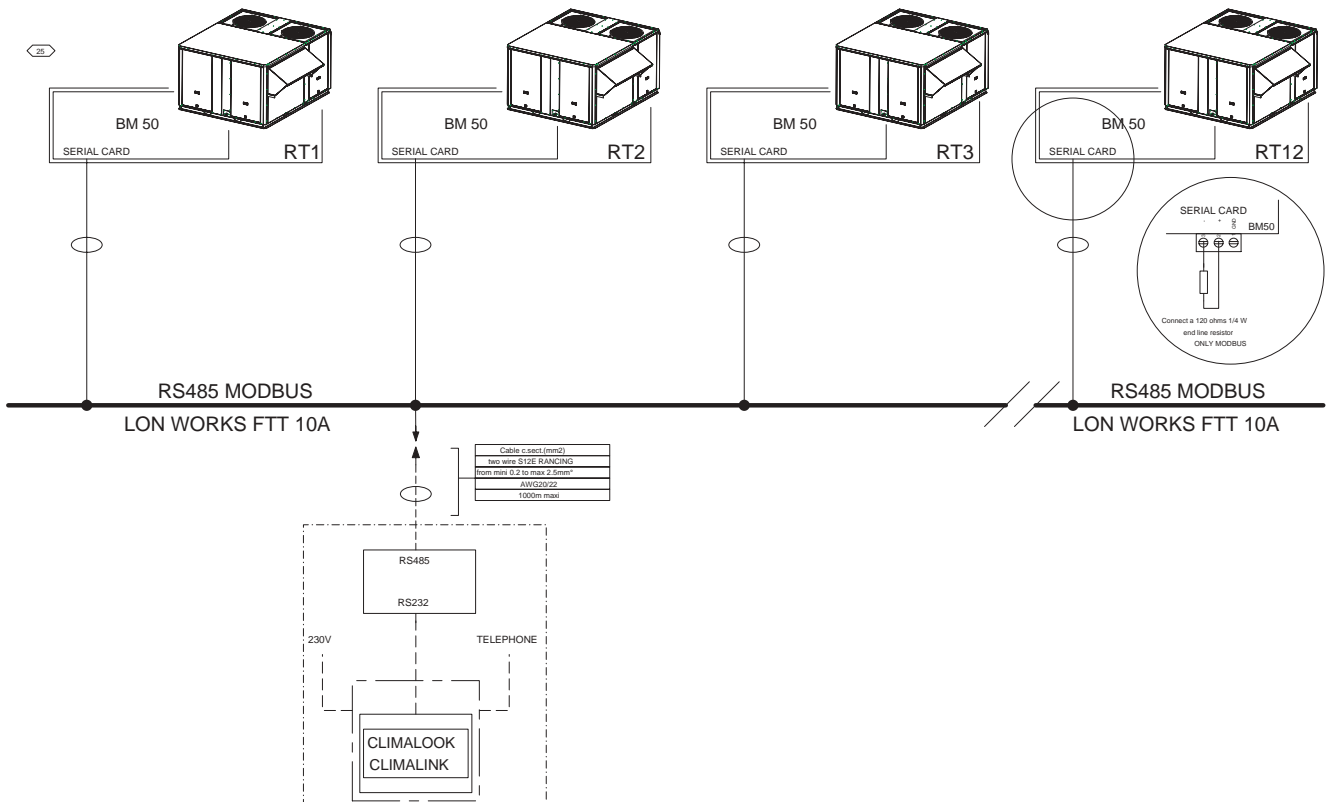 25
BM 50
SERIAL CARD
RT1
BM 50
SERIAL CARD
RT2
BM 50
SERIAL CARD
RT3
BM 50
SERIAL CARD
RT12
SERIAL CARD
- + GND
BM50
Connect a 120 ohms 1/4 W
end line resistor
ONLY MODBUS
RS485 MODBUS
LON WORKS FTT 10A
RS485 MODBUS
LON WORKS FTT 10A
Cable c.sect.(mm2)
two wire S12E RANCING
from mini 0.2 to max 2.5mm²
AWG20/22
1000m maxi
RS485
RS232
230V
TELEPHONE
CLIMALOOK
CLIMALINK